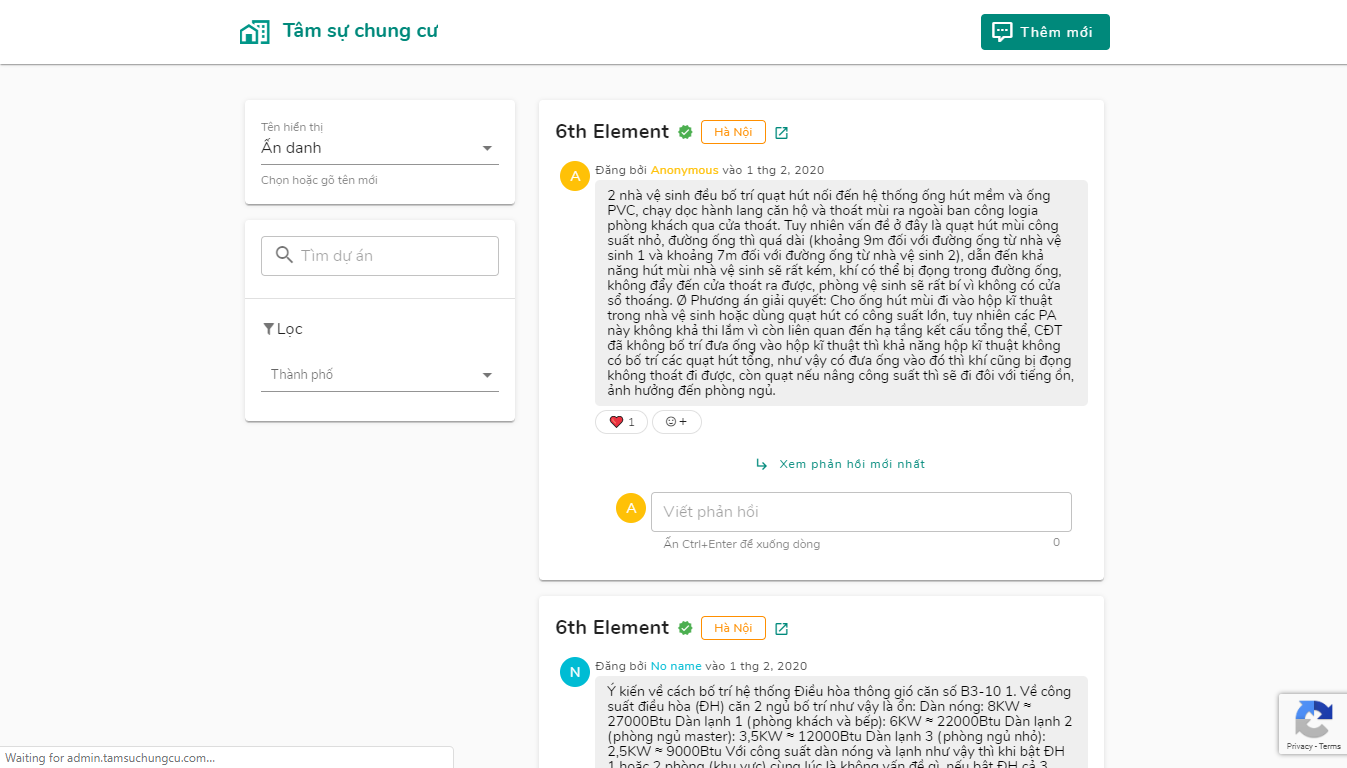 Tâm sự chung cư
Thêm mới
Tên hiển thị
Ẩn danh
Chọn hoặc gõ tên mới
Tìm dự án
Lọc
Thành phố
6th Element
Hà Nội
A
Đăng bởi Anonymous vào 1 thg 2, 2020
2 nhà vệ sinh đều bố trí quạt hút nối đến hệ thống ống hút mềm và ống
PVC, chạy dọc hành lang căn hộ và thoát mùi ra ngoài ban công logia
phòng khách qua cửa thoát. Tuy nhiên vấn đề ở đây là quạt hút mùi công
suất nhỏ, đường ống thì quá dài (khoảng 9m đối với đường ống từ nhà vệ
sinh 1 và khoảng 7m đối với đường ống từ nhà vệ sinh 2), dẫn đến khả
năng hút mùi nhà vệ sinh sẽ rất kém, khí có thể bị đọng trong đường ống,
không đẩy đến cửa thoát ra được, phòng vệ sinh sẽ rất bí vì không có cửa
sổ thoáng. Ø Phương án giải quyết: Cho ống hút mùi đi vào hộp kĩ thuật
trong nhà vệ sinh hoặc dùng quạt hút có công suất lớn, tuy nhiên các PA
này không khả thi lắm vì còn liên quan đến hạ tầng kết cấu tổng thể, CĐT
đã không bố trí đưa ống vào hộp kĩ thuật thì khả năng hộp kĩ thuật không
có bố trí các quạt hút tổng, như vậy có đưa ống vào đó thì khí cũng bị đọng
không thoát đi được, còn quạt nếu nâng công suất thì sẽ đi đôi với tiếng ồn,
ảnh hưởng đến phòng ngủ.
1
+
Xem phản hồi mới nhất
A
Viết phản hồi
Ấn Ctrl+Enter để xuống dòng
0
6th Element
Hà Nội
N
Đăng bởi No name vào 1 thg 2, 2020
Ý kiến về cách bố trí hệ thống Điều hòa thông gió căn số B3-10 1. Về công
suất điều hòa (ĐH) căn 2 ngủ bố trí như vậy là ổn: Dàn nóng: 8KW ≈
27000Btu Dàn lạnh 1 (phòng khách và bếp): 6KW ≈ 22000Btu Dàn lạnh 2
(phòng ngủ master): 3,5KW ≈ 12000Btu Dàn lạnh 3 (phòng ngủ nhỏ):
2,5KW ≈ 9000Btu Với công suất dàn nóng và lạnh như vậy thì khi bật ĐH
1 hoặc 2 phòng (khu vực) cùng lúc là không vấn đề gì, nếu bật ĐH cả 3
Privacy - Terms
Waiting for admin.tamsuchungcu.com...